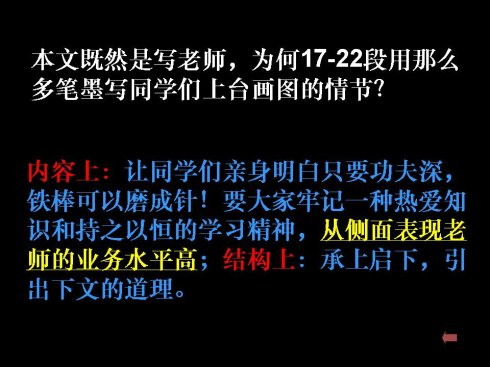 本文既然是写老师，为何17-22段用那么
多笔墨写同学们上台画图的情节？
内容上：让同学们亲身明白只要功夫深，
铁棒可以磨成针！要大家牢记一种热爱知
识和持之以恒的学习精神，从侧面表现老
师的业务水平高；结构上：承上启下，引
出下文的道理。